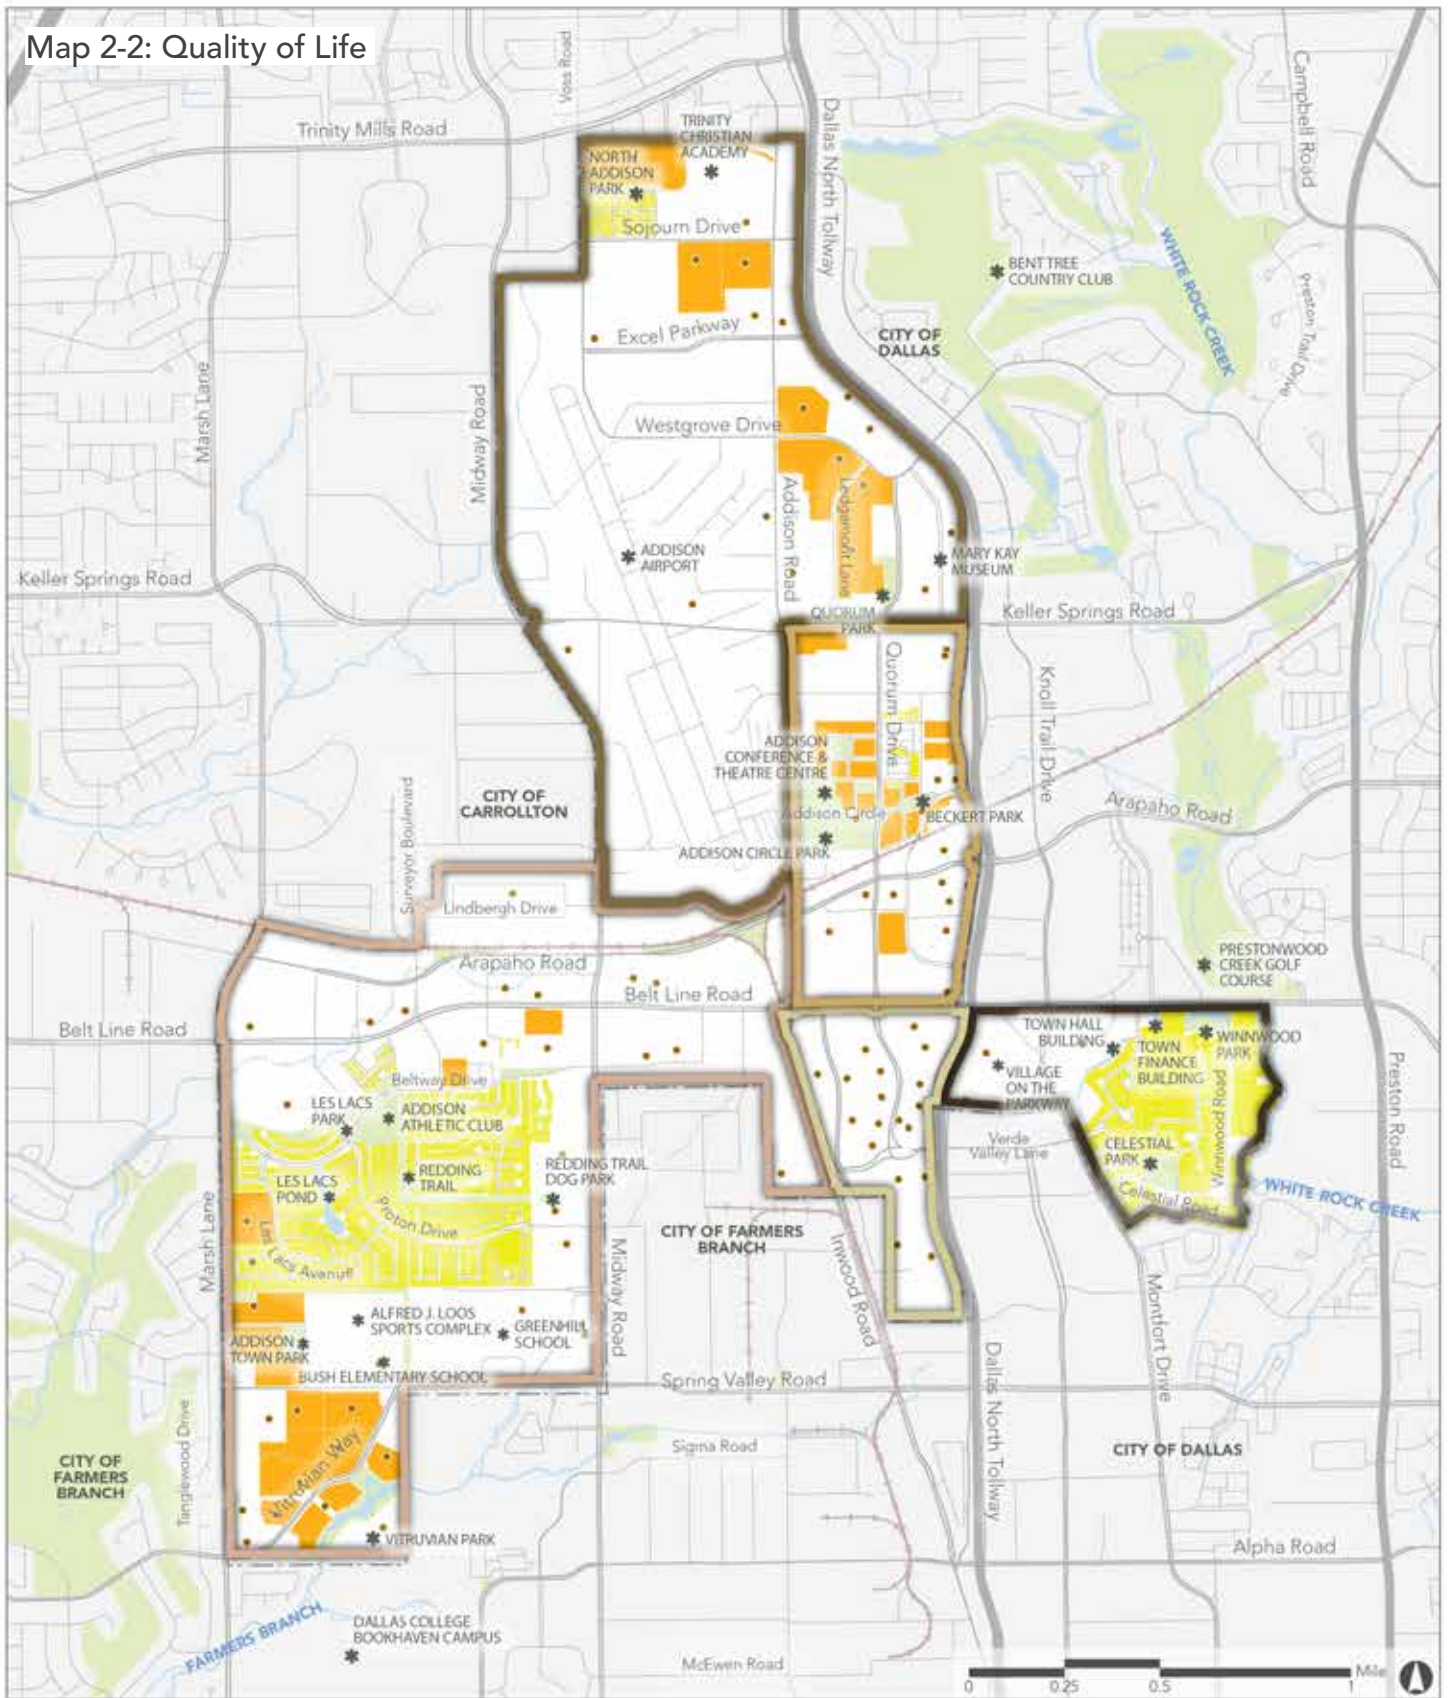 Map 2-2: Quality of Life
Voss Road
Campbell Road
Trinity Mills Road
TRINITY
CHRISTIAN
ACADEMY
Dallas North Tollway
NORTH
ADDISON
PARK
Sojourn Drive
WHITE ROCK CREEK
BENT TREE
COUNTRY CLUB
Preston Trail Drive
Excel Parkway
CITY OF
DALLAS
Marsh Lane
Midway Road
Westgrove Drive
Addison Road
Ledgemont Lane
ADDISON
AIRPORT
MARY KAY
MUSEUM
Keller Springs Road
QUORUM
PARK
Keller Springs Road
Quorum Drive
Knoll Trail Drive
ADDISON
CONFERENCE &
THEATRE CENTRE
CITY OF
CARROLLTON
Surveyor Boulevard
Addison Circle
BECKERT PARK
Arapaho Road
ADDISON CIRCLE PARK
Lindbergh Drive
Arapaho Road
PRESTONWOOD
CREEK GOLF
COURSE
Belt Line Road
Belt Line Road
TOWN HALL
BUILDING
TOWN
FINANCE
BUILDING
WINNWOOD
PARK
VILLAGE
ON THE
PARKWAY
Winnwood Road
Preston Road
Beltway Drive
LES LACS
PARK
ADDISON
ATHLETIC CLUB
Verde
Valley Lane
CELESTIAL
PARK
Celestial Road
WHITE ROCK CREEK
REDDING
TRAIL
REDDING TRAIL
DOG PARK
LES LACS
POND
Proton Drive
Marsh Lane
Les Lacs Avenue
CITY OF FARMERS
BRANCH
Midway Road
Inwood Road
Montfort Drive
ALFRED J. LOOS
SPORTS COMPLEX
GREENHILL
SCHOOL
ADDISON
TOWN PARK
BUSH ELEMENTARY SCHOOL
Spring Valley Road
Dallas North Tollway
Tanglewood Drive
Vitruvian Way
Sigma Road
CITY OF DALLAS
CITY OF
FARMERS
BRANCH
VITRUVIAN PARK
Alpha Road
FARMERS BRANCH
DALLAS COLLEGE
BOOKHAVEN CAMPUS
McEwen Road
Mile
0 0.25 0.5 1